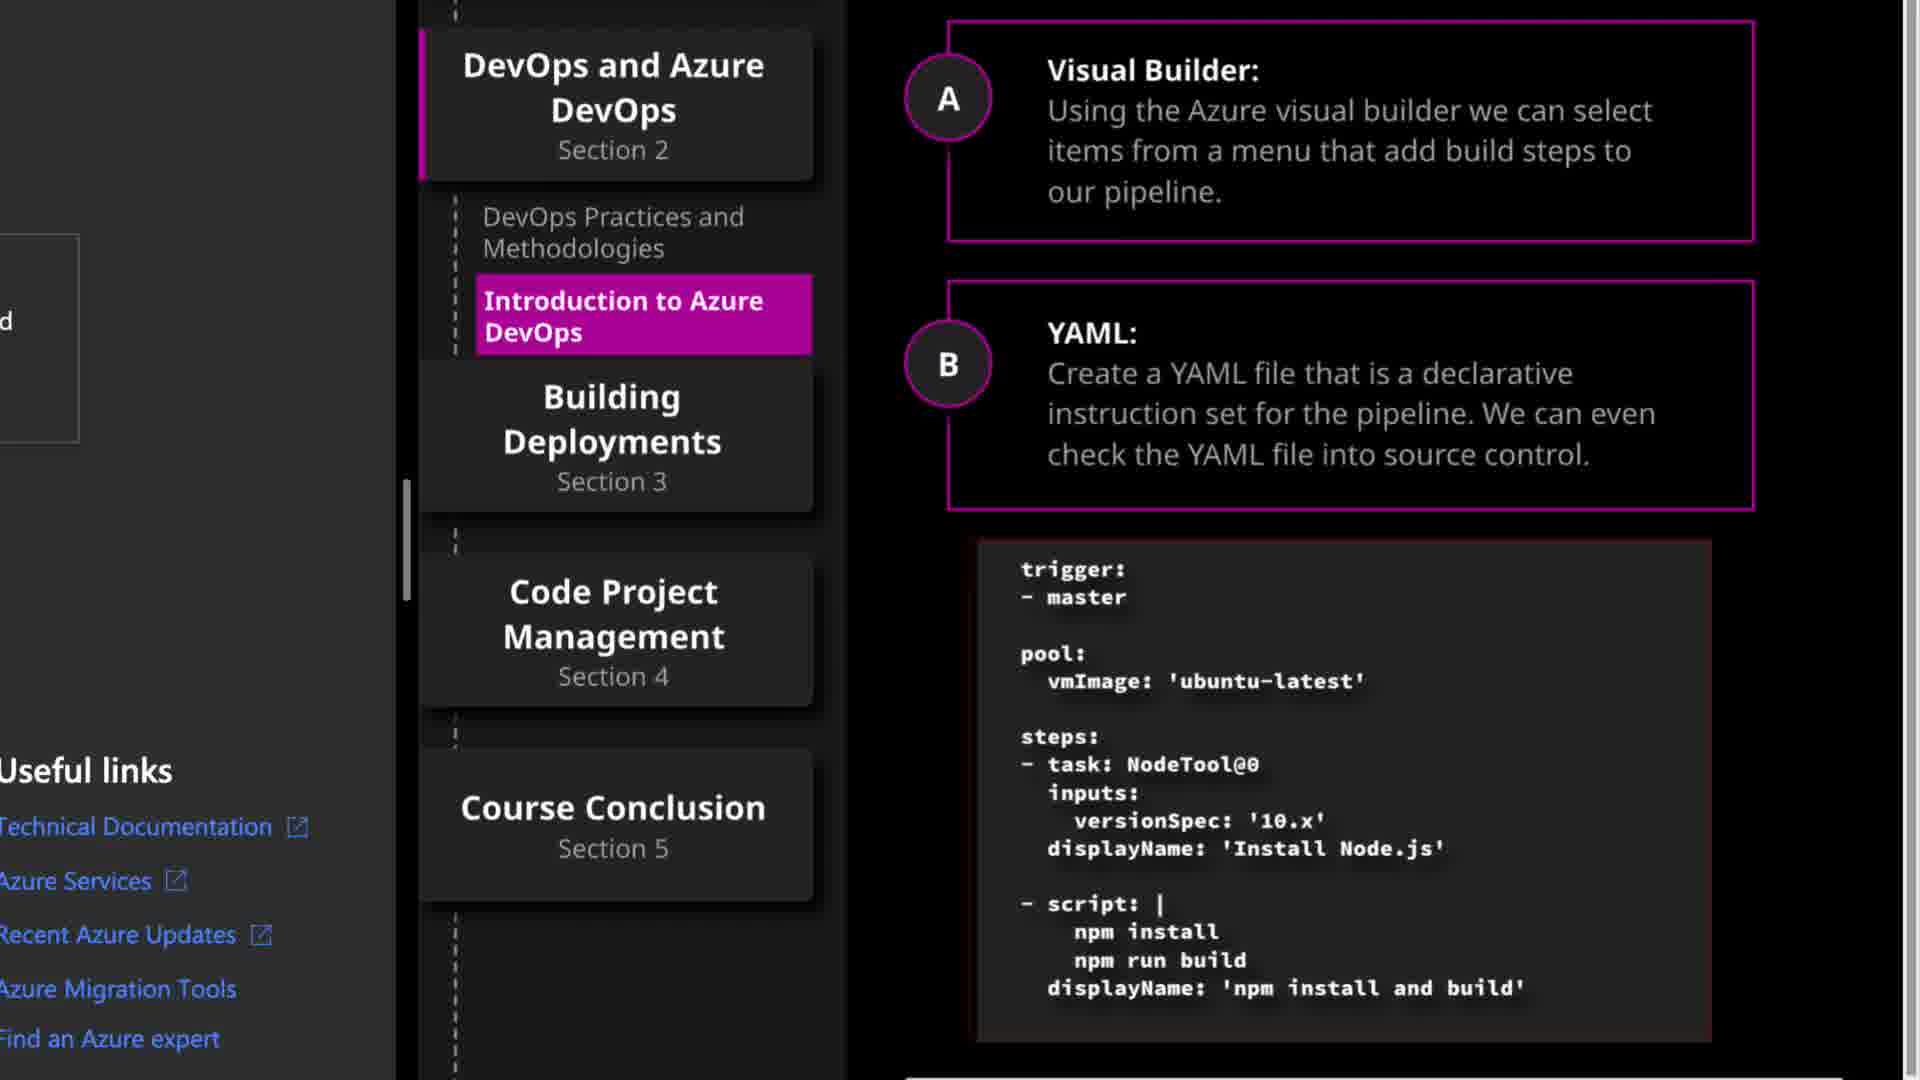 d
Useful links
Technical Documentation
Azure Services
Recent Azure Updates
Azure Migration Tools
Find an Azure expert
DevOps and Azure
DevOps
Section 2
DevOps Practices and
Methodologies
Introduction to Azure
DevOps
Building
Deployments
Section 3
Code Project
Management
Section 4
Course Conclusion
Section 5
A
Visual Builder:
Using the Azure visual builder we can select
items from a menu that add build steps to
our pipeline.
B
YAML:
Create a YAML file that is a declarative
instruction set for the pipeline. We can even
check the YAML file into source control.
trigger:
- master
pool:
  vmImage: 'ubuntu-latest'
steps:
- task: NodeTool@0
  inputs:
    versionSpec: '10.x'
  displayName: 'Install Node.js'
- script: |
    npm install
    npm run build
  displayName: 'npm install and build'